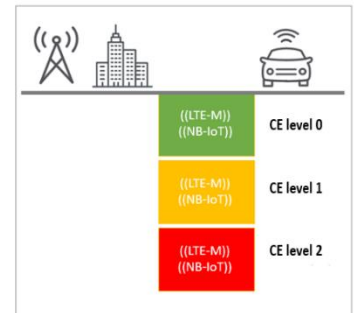 ((LTE-M))
((NB-IoT))
CE level 0
((LTE-M))
((NB-IoT))
CE level 1
((LTE-M))
((NB-IoT))
CE level 2